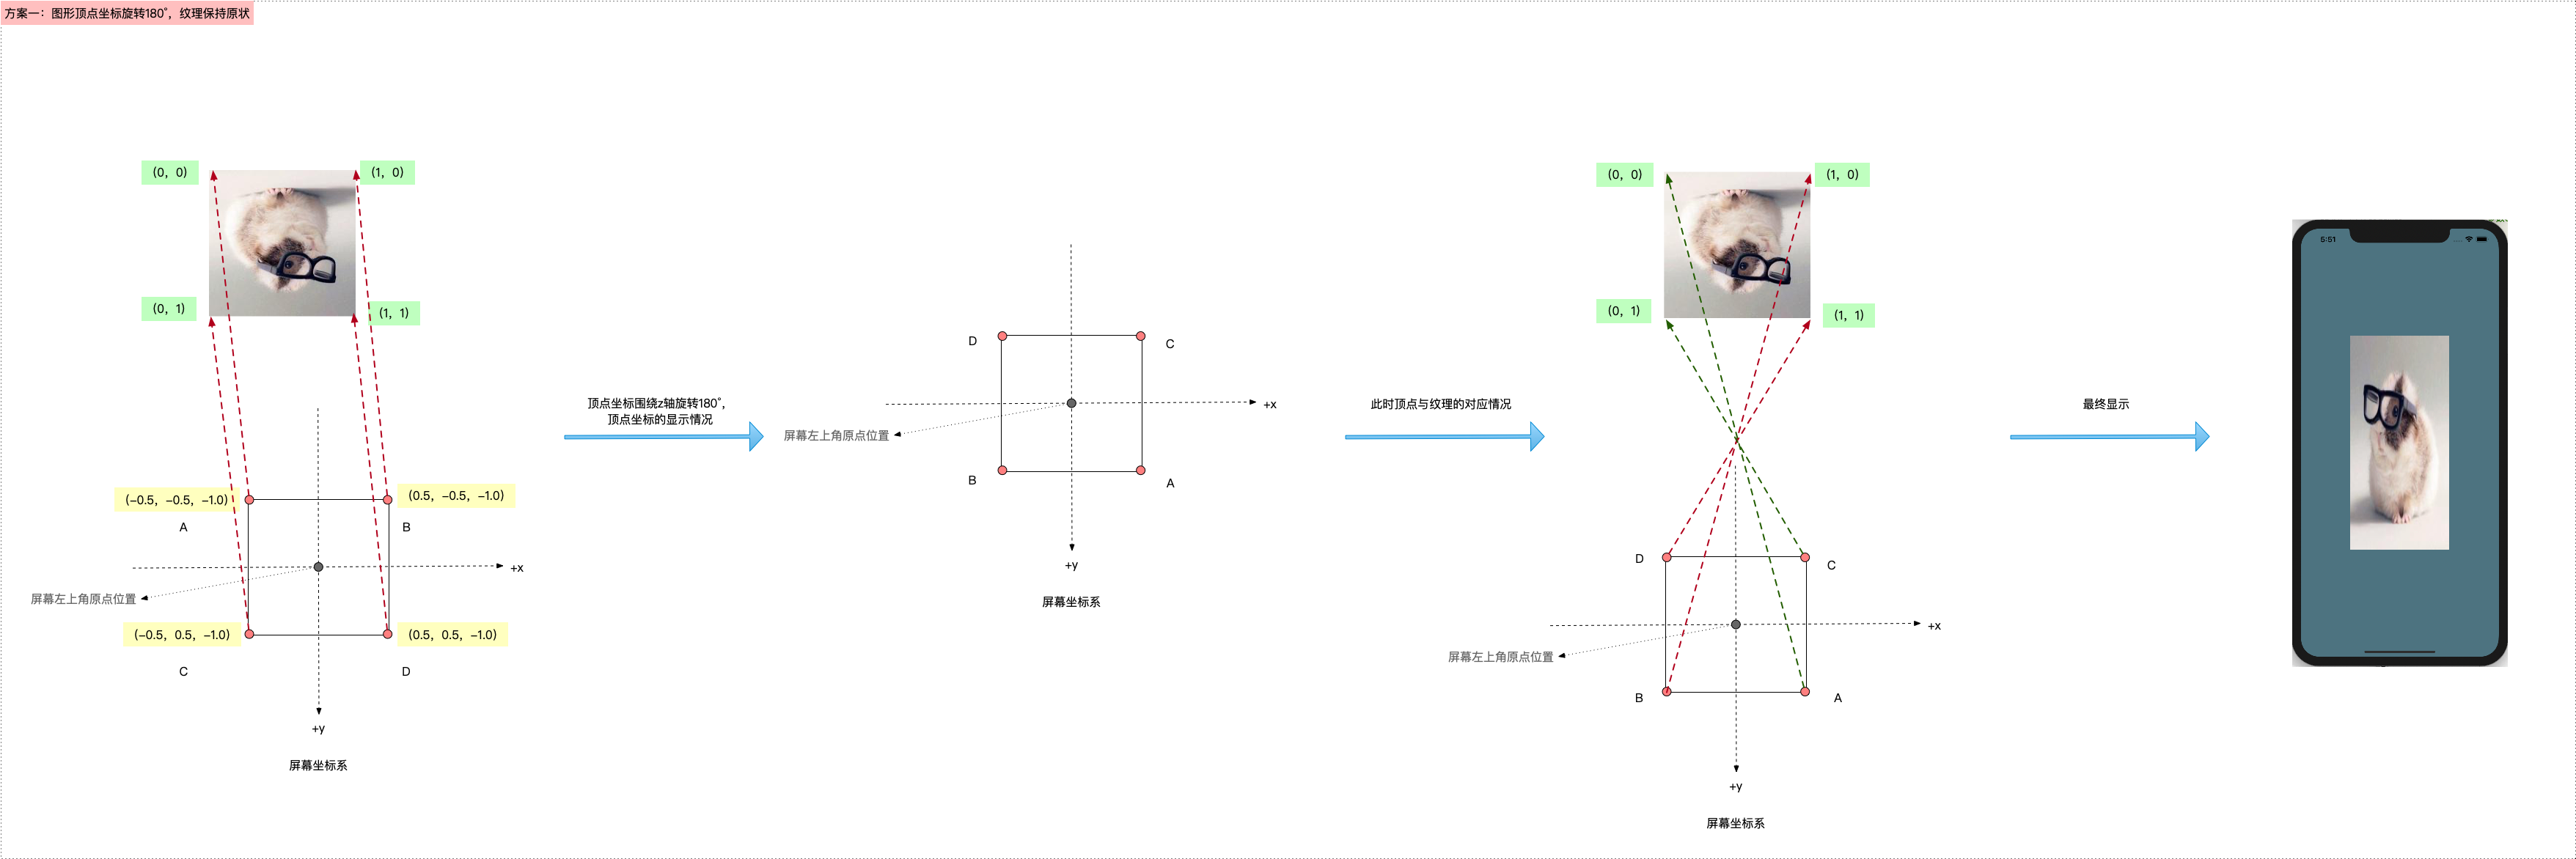 方案一：图形顶点坐标旋转180°，纹理保持原状
(0，0)
(1，0)
(0，1)
(1，1)
(-0.5，-0.5，-1.0)
(0.5，-0.5，-1.0)
A
B
+x
屏幕左上角原点位置
(-0.5，0.5，-1.0)
(0.5，0.5，-1.0)
C
D
+y
屏幕坐标系
顶点坐标围绕z轴旋转180°，
顶点坐标的显示情况
D
C
+x
屏幕左上角原点位置
B
A
+y
屏幕坐标系
此时顶点与纹理的对应情况
(0，0)
(1，0)
(0，1)
(1，1)
D
C
+x
屏幕左上角原点位置
B
A
+y
屏幕坐标系
最终显示
5:51